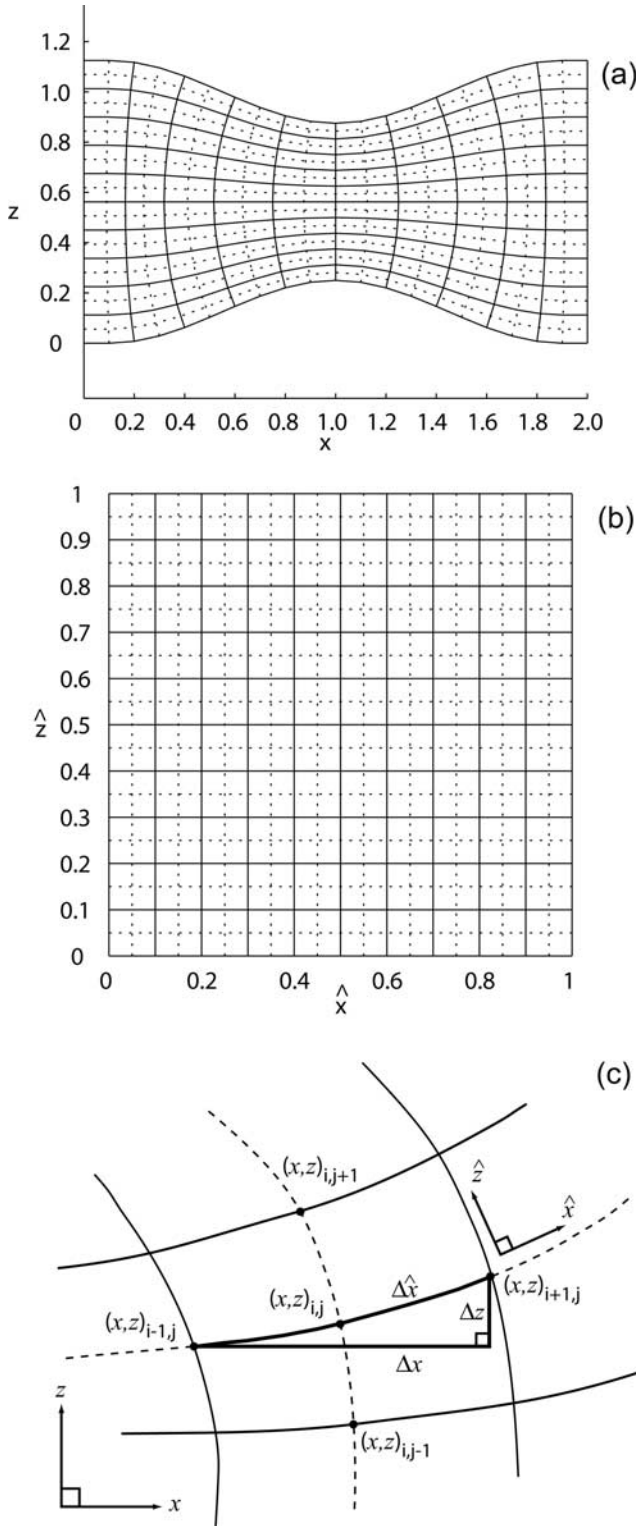 1.2
(a)
1.0
0.8
0.6
z
0.4
0.2
0
0 0.2 0.4 0.6 0.8 1.0 1.2 1.4 1.6 1.8 2.0
x
1
(b)
0.9
0.8
0.7
0.6
0.5
ẑ
0.4
0.3
0.2
0.1
0
0 0.2 0.4 0.6 0.8 1
x̂
(c)
(x,z)i,j+1
ẑ
x̂
(x,z)i,j
Δx̂
(x,z)i+1,j
(x,z)i-1,j
Δz
Δx
z
(x,z)i,j-1
x